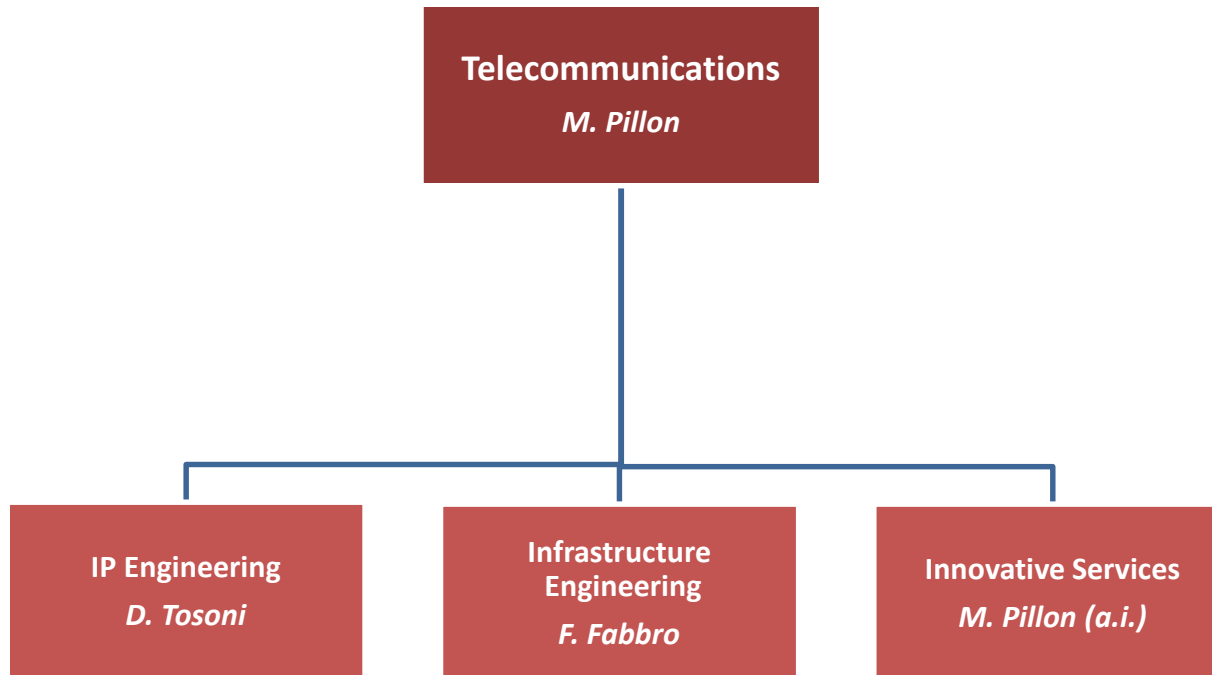 Telecommunications
M. Pillon
IP Engineering
D. Tosoni
Infrastructure
Engineering
F. Fabbro
Innovative Services
M. Pillon (a.i.)